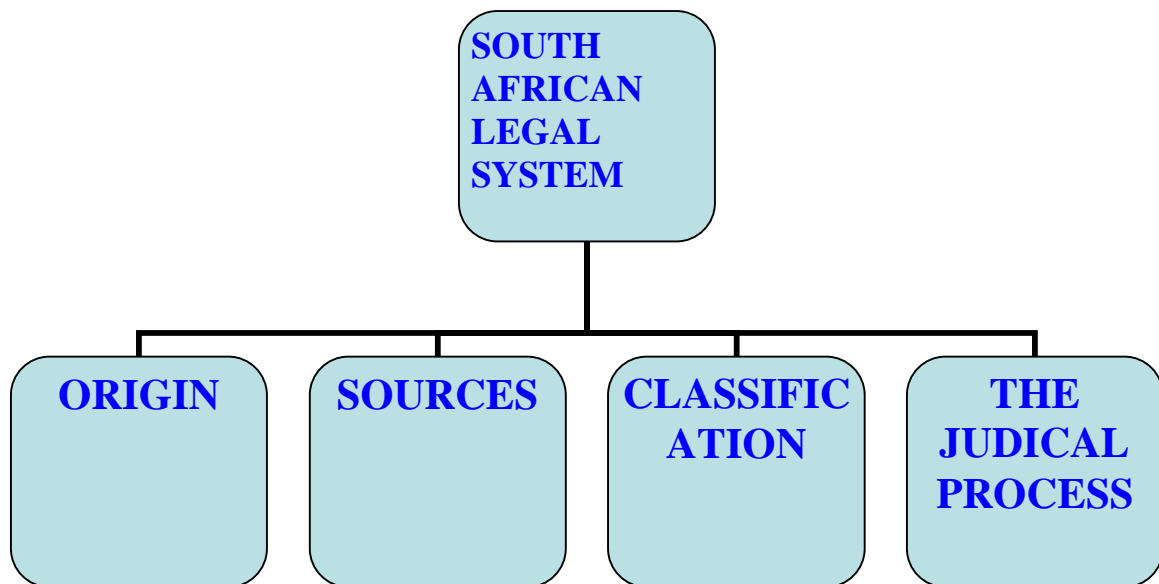 SOUTH
AFRICAN
LEGAL
SYSTEM
ORIGIN
SOURCES
CLASSIFIC
ATION
THE
JUDICAL
PROCESS